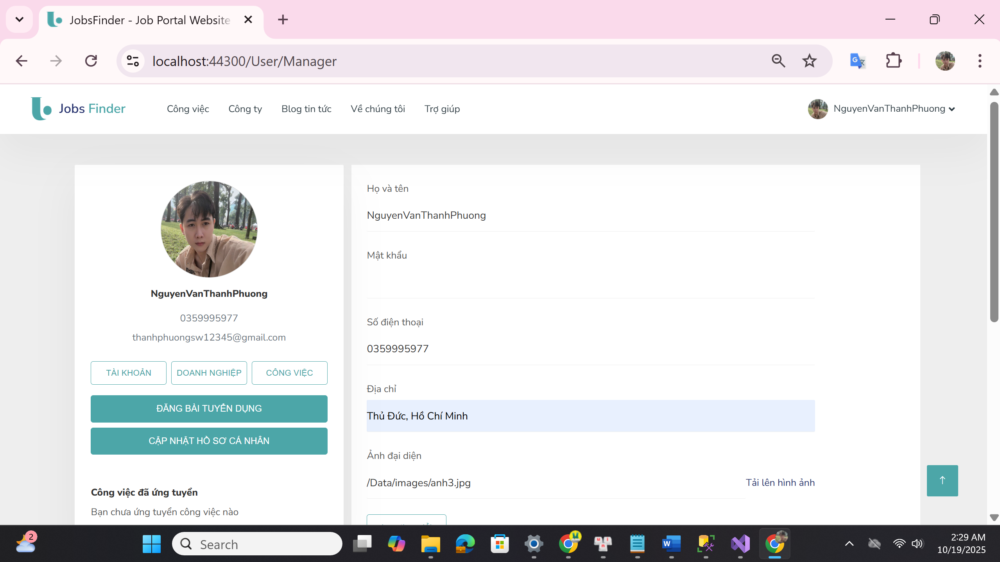 JobsFinder - Job Portal Website
localhost:44300/User/Manager
Jobs Finder
Công việc
Công ty
Blog tin tức
Về chúng tôi
Trợ giúp
NguyenVanThanhPhuong
NguyenVanThanhPhuong
0359995977
thanhphuongsw12345@gmail.com
TÀI KHOẢN
DOANH NGHIỆP
CÔNG VIỆC
ĐĂNG BÀI TUYỂN DỤNG
CẬP NHẬT HỒ SƠ CÁ NHÂN
Công việc đã ứng tuyển
Bạn chưa ứng tuyển công việc nào
Họ và tên
NguyenVanThanhPhuong
Mật khẩu
Số điện thoại
0359995977
Địa chỉ
Thủ Đức, Hồ Chí Minh
Ảnh đại diện
/Data/images/anh3.jpg
Tải lên hình ảnh
2
Search
2:29 AM
10/19/2025